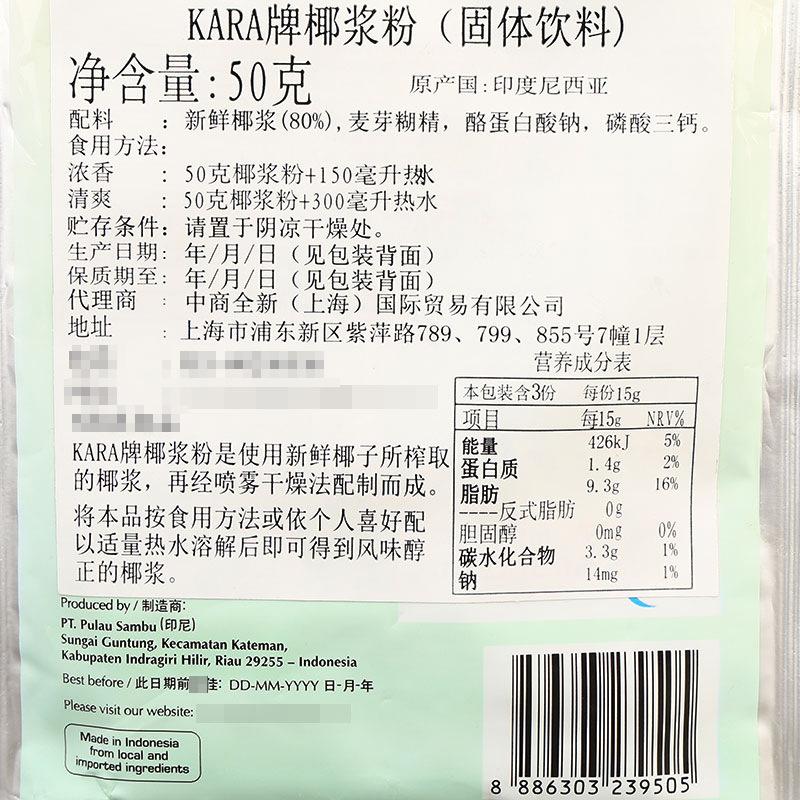 KARA牌椰浆粉（固体饮料）
净含量:50克 原产国:印度尼西亚
配料 : 新鲜椰浆(80%),麦芽糊精，酪蛋白酸钠，磷酸三钙。
食用方法:
浓香 : 50克椰浆粉+150毫升热水
清爽 : 50克椰浆粉+300毫升热水
贮存条件: 请置于阴凉干燥处。
生产日期: 年/月/日（见包装背面）
保质期至: 年/月/日（见包装背面）
代理商 : 中商全新（上海）国际贸易有限公司
地址 : 上海市浦东新区紫萍路789、799、855号7幢1层
营养成分表
本包装含3份 每份15g
项目 每15g NRV%
能量 426kJ 5%
蛋白质 1.4g 2%
脂肪 9.3g 16%
----反式脂肪 0g
胆固醇 0mg 0%
碳水化合物 3.3g 1%
钠 14mg 1%
KARA牌椰浆粉是使用新鲜椰子所榨取
的椰浆，再经喷雾干燥法配制而成。
将本品按食用方法或依个人喜好配
以适量热水溶解后即可得到风味醇
正的椰浆。
Produced by / 制造商:
PT. Pulau Sambu (印尼)
Sungai Guntung, Kecamatan Kateman,
Kabupaten Indragiri Hilir, Riau 29255 – Indonesia
Best before / 此日期前 佳: DD-MM-YYYY 日-月-年
Please visit our website:
Made in Indonesia
from local and
imported ingredients
8 886303 239505